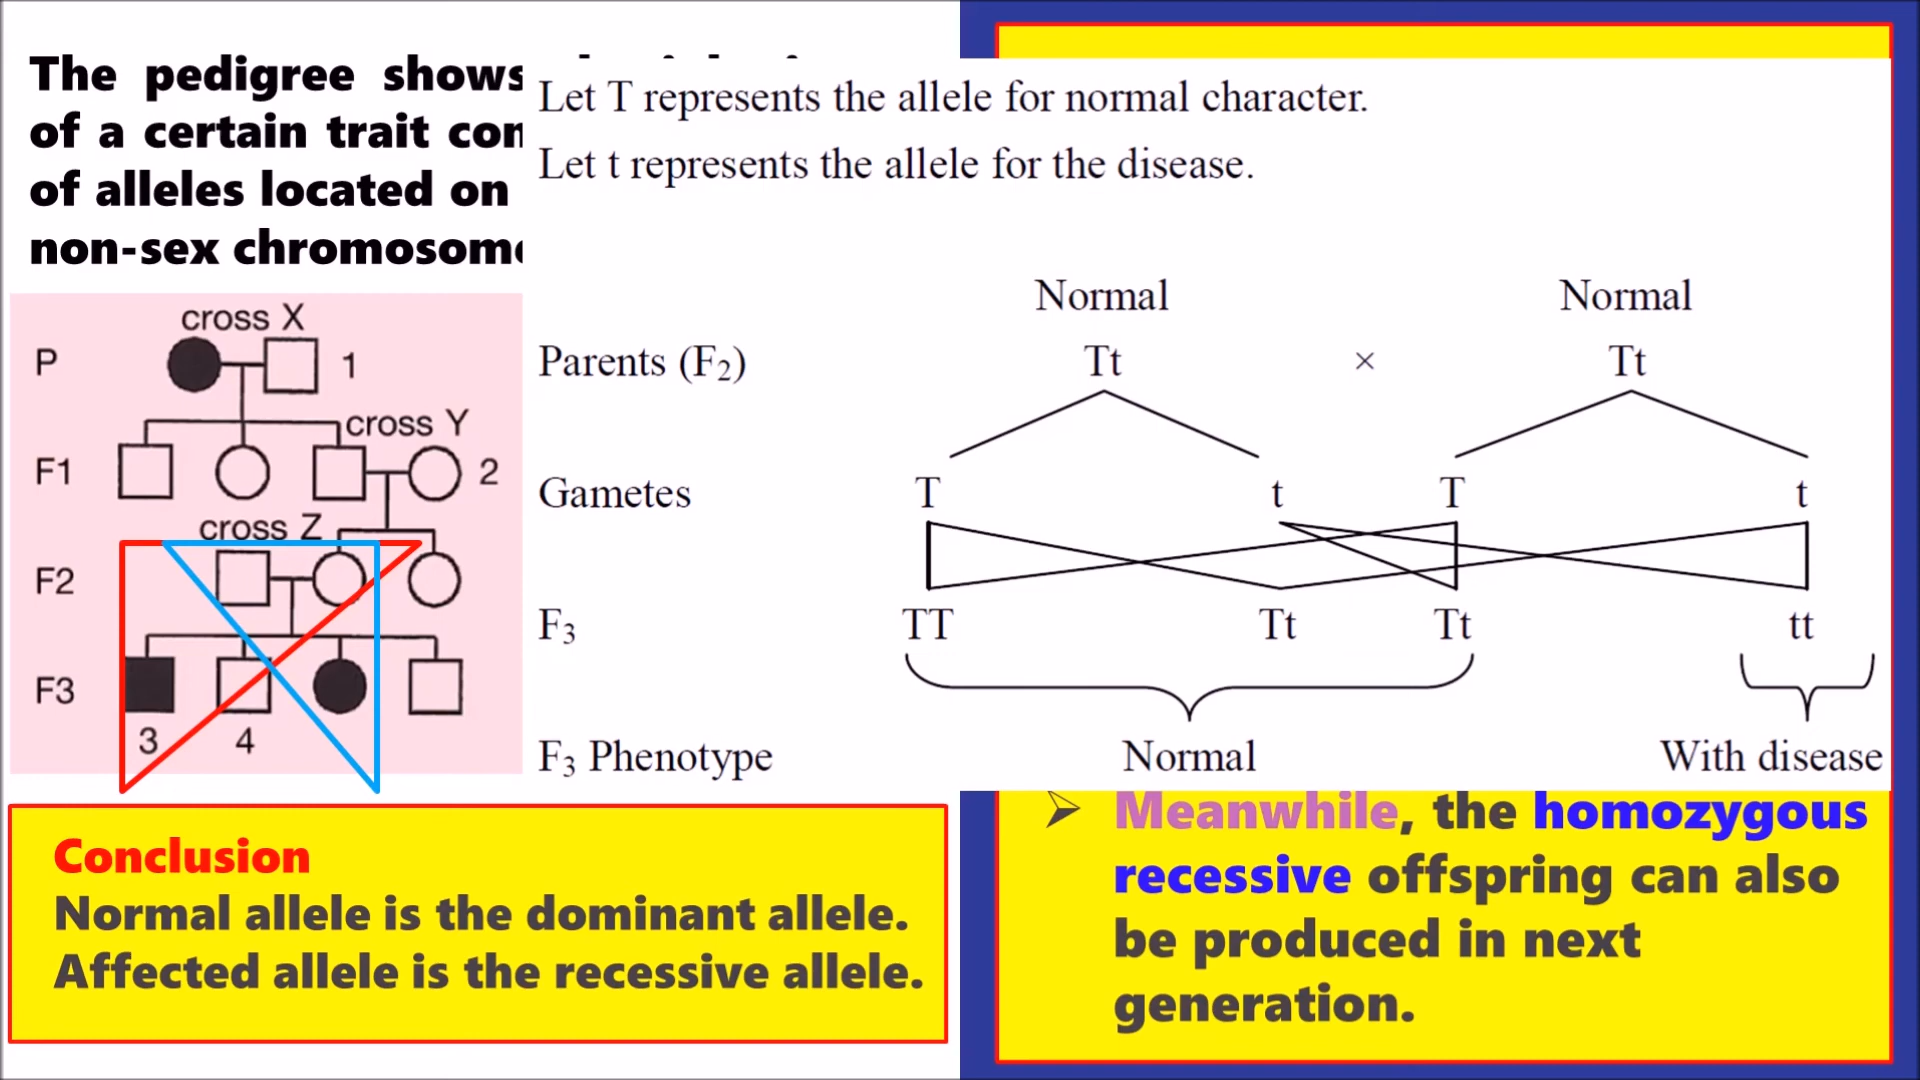 The pedigree shows
of a certain trait
of alleles located on
non-sex
cross X
P
1
cross Y
F1
2
cross Z
F2
F3
3
4
Conclusion
Normal allele is the dominant allele.
Affected allele is the recessive allele.
Let T represents the allele for normal character.
Let t represents the allele for the disease.
Normal Normal
Parents (F₂) Tt × Tt
Gametes T t T t
F₃ TT Tt Tt tt
F₃ Phenotype Normal With disease
➢ Meanwhile, the homozygous
recessive offspring can also
be produced in next
generation.